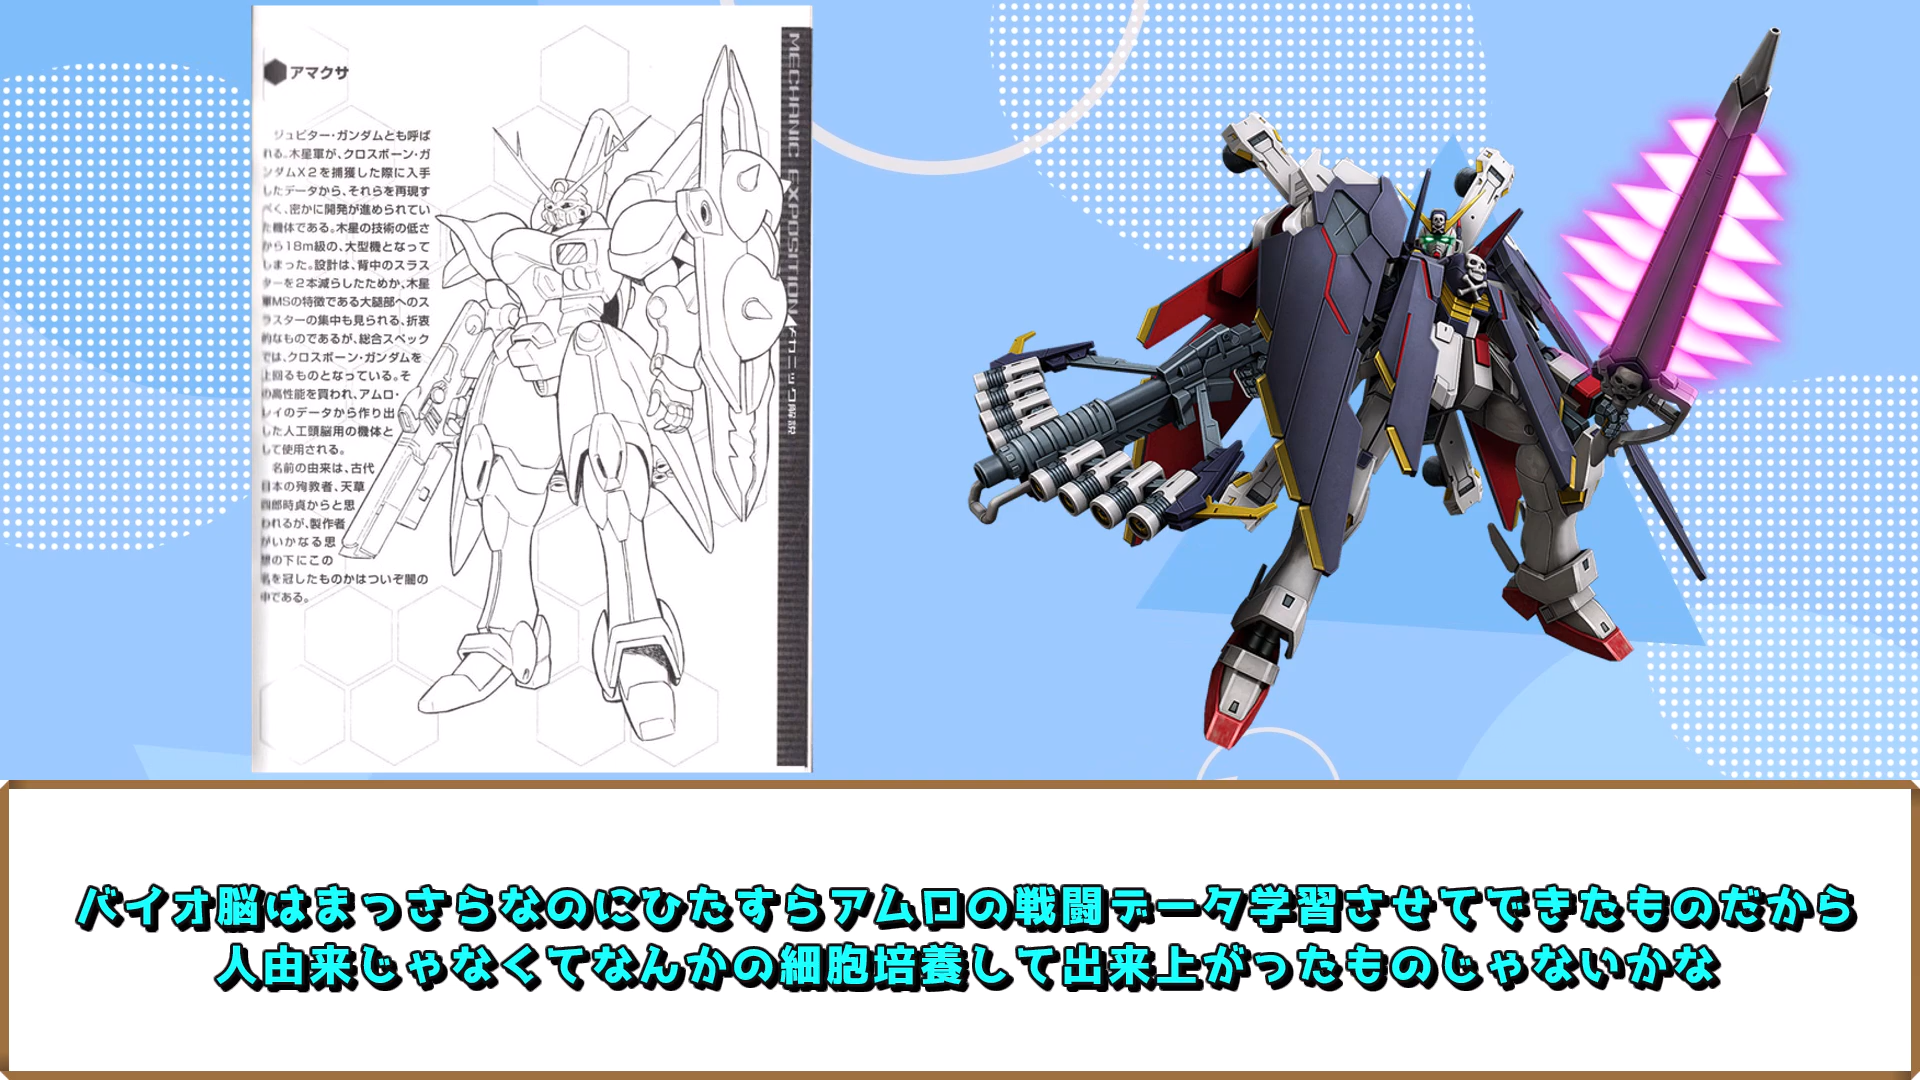 アマクサ
ジュピター・ガンダムとも呼ば
れる。木星軍が、クロスボーン・ガ
ンダムX2を捕獲した際に入手
したデータから、それらを再現す
べく、密かに開発が進められてい
た機体である。木星の技術の低さ
から18m級の、大型機となって
しまった。設計は、背中のスラス
ターを2本減らしたためか、木星
軍MSの特徴である大腿部へのス
ラスターの集中も見られる、折衷
的なものであるが、総合スペック
では、クロスボーン・ガンダムを
上回るものとなっている。そ
の高性能を買われ、アムロ・
レイのデータから作り出
した人工頭脳用の機体と
して使用される。
名前の由来は、古代
日本の殉教者、天草
四郎時貞からと思
われるが、製作者
がいかなる思
想の下にこの
名を冠したものかはついぞ闇の
中である。
MECHANIC EXPOSITION
メカニック解説
バイオ脳はまっさらなのにひたすらアムロの戦闘データ学習させてできたものだから
人由来じゃなくてなんかの細胞培養して出来上がったものじゃないかな